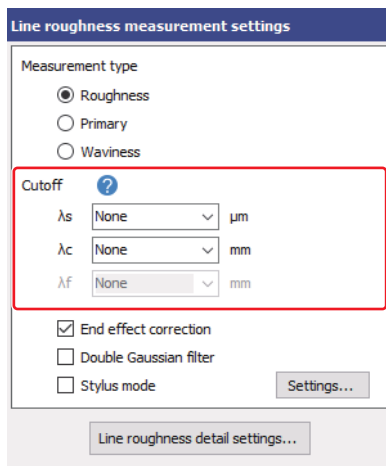 Line roughness measurement settings
Measurement type
Roughness
Primary
Waviness
Cutoff ?
λs None μm
λc None mm
λf None mm
End effect correction
Double Gaussian filter
Stylus mode Settings...
Line roughness detail settings...